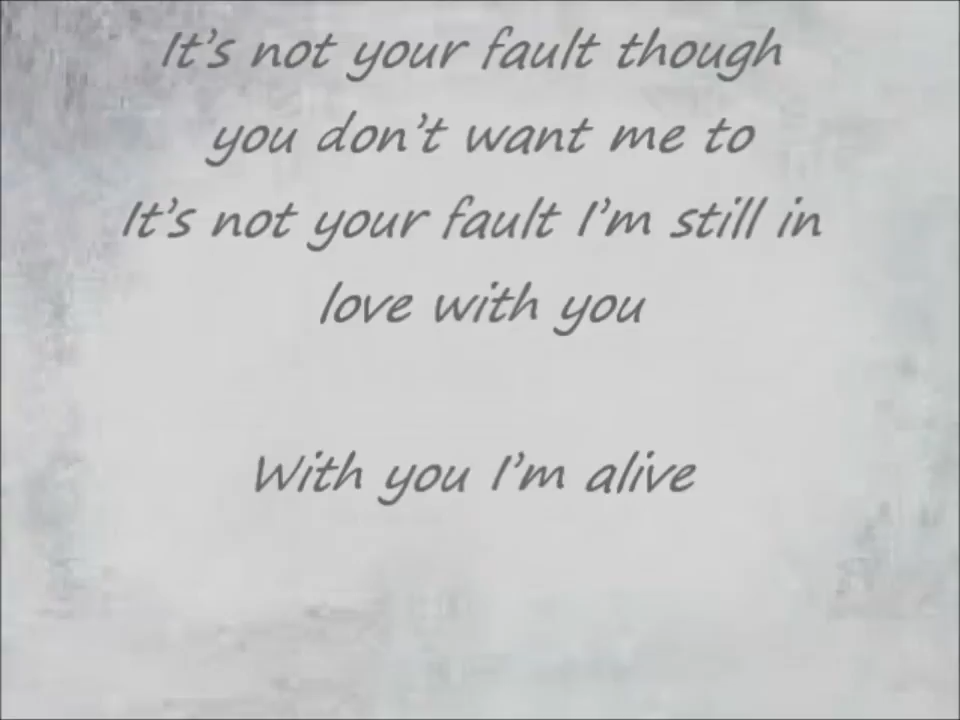 It's not your fault though
you don't want me to
It's not your fault I'm still in
love with you
With you I'm alive